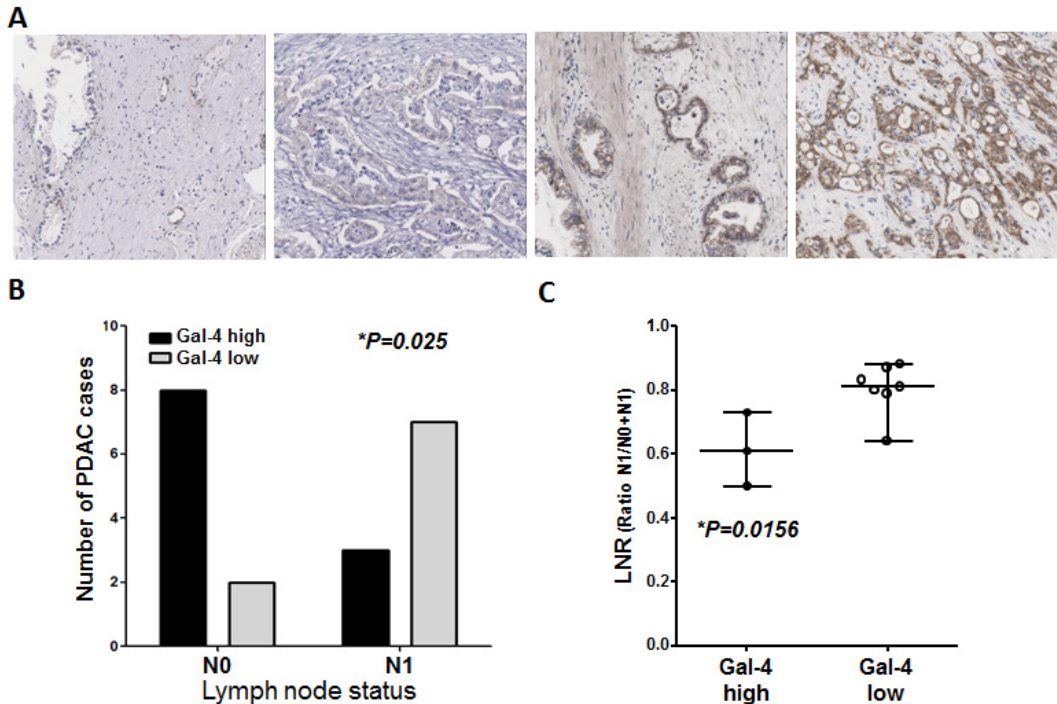 A
B
Gal-4 high
Gal-4 low
*P=0.025
10
8
6
4
2
0
Number of PDAC cases
N0
N1
Lymph node status
C
1.0
0.8
0.6
0.4
0.2
0.0
LNR (Ratio N1/N0+N1)
*P=0.0156
Gal-4
high
Gal-4
low